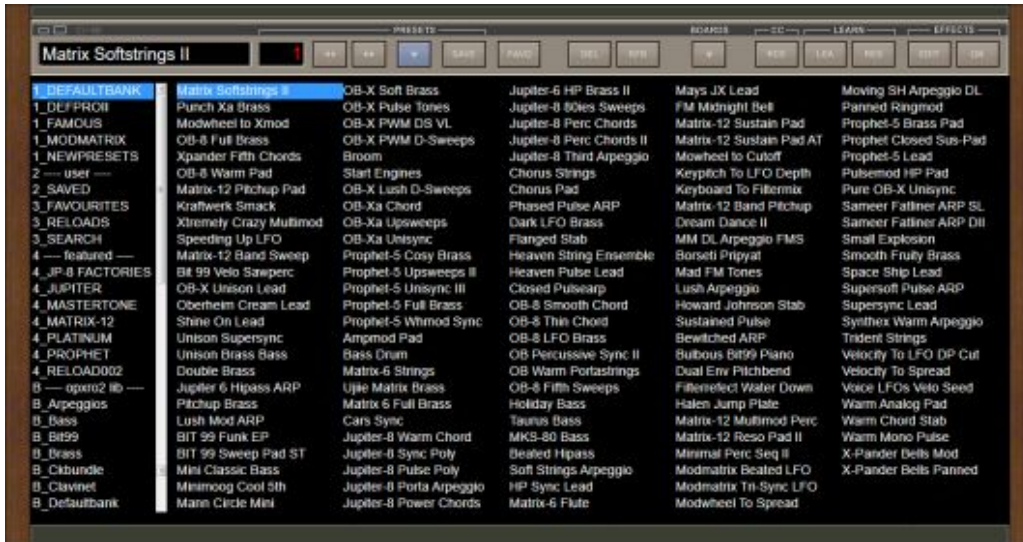 PRESETS BOARDS CC LEARN EFFECTS
Matrix Softstrings II 1 SAVE FAVO DEL REN LEA EDIT ON
1_DEFAULTBANK Matrix Softstrings II OB-X Soft Brass Jupiter-6 HP Brass II Mays JX Lead Moving SH Arpeggio DL
1_DEFPROII Punch Xa Brass OB-X Pulse Tones Jupiter-8 80ies Sweeps FM Midnight Bell Panned Ringmod
1_FAMOUS Modwheel to Xmod OB-X PWM DS VL Jupiter-8 Perc Chords Matrix-12 Sustain Pad Prophet-5 Brass Pad
1_MODMATRIX OB-8 Full Brass OB-X PWM D-Sweeps Jupiter-8 Perc Chords II Matrix-12 Sustain Pad AT Prophet Closed Sus-Pad
1_NEWPRESETS Xpander Fifth Chords Broom Jupiter-8 Third Arpeggio Mowheel to Cutoff Prophet-5 Lead
2 ---- user ---- OB-8 Warm Pad Start Engines Chorus Strings Keypitch To LFO Depth Pulsemod HP Pad
2_SAVED Matrix-12 Pitchup Pad OB-X Lush D-Sweeps Chorus Pad Keyboard To Filtermix Pure OB-X Unisync
3_FAVOURITES Kraftwerk Smack OB-Xa Chord Phased Pulse ARP Matrix-12 Band Pitchup Sameer Fatliner ARP SL
3_RELOADS Xtremely Crazy Multimod OB-Xa Upsweeps Dark LFO Brass Dream Dance II Sameer Fatliner ARP DII
3_SEARCH Speeding Up LFO OB-Xa Unisync Flanged Stab MM DL Arpeggio FMS Small Explosion
4 ---- featured ---- Matrix-12 Band Sweep Prophet-5 Cosy Brass Heaven String Ensemble Borseti Pripyat Smooth Fruity Brass
4_JP-8 FACTORIES Bit 99 Velo Sawperc Prophet-5 Upsweeps II Heaven Pulse Lead Mad FM Tones Space Ship Lead
4_JUPITER OB-X Unison Lead Prophet-5 Unisync III Closed Pulsearp Lush Arpeggio Supersoft Pulse ARP
4_MASTERTONE Oberheim Cream Lead Prophet-5 Full Brass OB-8 Smooth Chord Howard Johnson Stab Supersync Lead
4_MATRIX-12 Shine On Lead Prophet-5 Whmod Sync OB-8 Thin Chord Sustained Pulse Synthex Warm Arpeggio
4_PLATINUM Unison Supersync Ampmod Pad OB-8 LFO Brass Bewitched ARP Trident Strings
4_PROPHET Unison Brass Bass Bass Drum OB Percussive Sync II Bulbous Bit99 Piano Velocity To LFO DP Cut
4_RELOAD002 Double Brass Matrix-6 Strings OB Warm Portastrings Dual Env Pitchbend Velocity To Spread
B ---- opxro2 lib ---- Jupiter 6 Hipass ARP Ujiie Matrix Brass OB-8 Fifth Sweeps Filterrefect Water Down Voice LFOs Velo Seed
B_Arpeggios Pitchup Brass Matrix 6 Full Brass Holiday Bass Halen Jump Plate Warm Analog Pad
B_Bass Lush Mod ARP Cars Sync Taurus Bass Matrix-12 Multimod Perc Warm Chord Stab
B_Bit99 BIT 99 Funk EP Jupiter-8 Warm Chord MKS-80 Bass Matrix-12 Reso Pad II Warm Mono Pulse
B_Brass BIT 99 Sweep Pad ST Jupiter-8 Sync Poly Beated Hipass Minimal Perc Seq II X-Pander Bells Mod
B_Ckbundle Mini Classic Bass Jupiter-8 Pulse Poly Soft Strings Arpeggio Modmatrix Beated LFO X-Pander Bells Panned
B_Clavinet Minimoog Cool 5th Jupiter-8 Porta Arpeggio HP Sync Lead Modmatrix Tri-Sync LFO
B_Defaultbank Mann Circle Mini Jupiter-8 Power Chords Matrix-6 Flute Modwheel To Spread